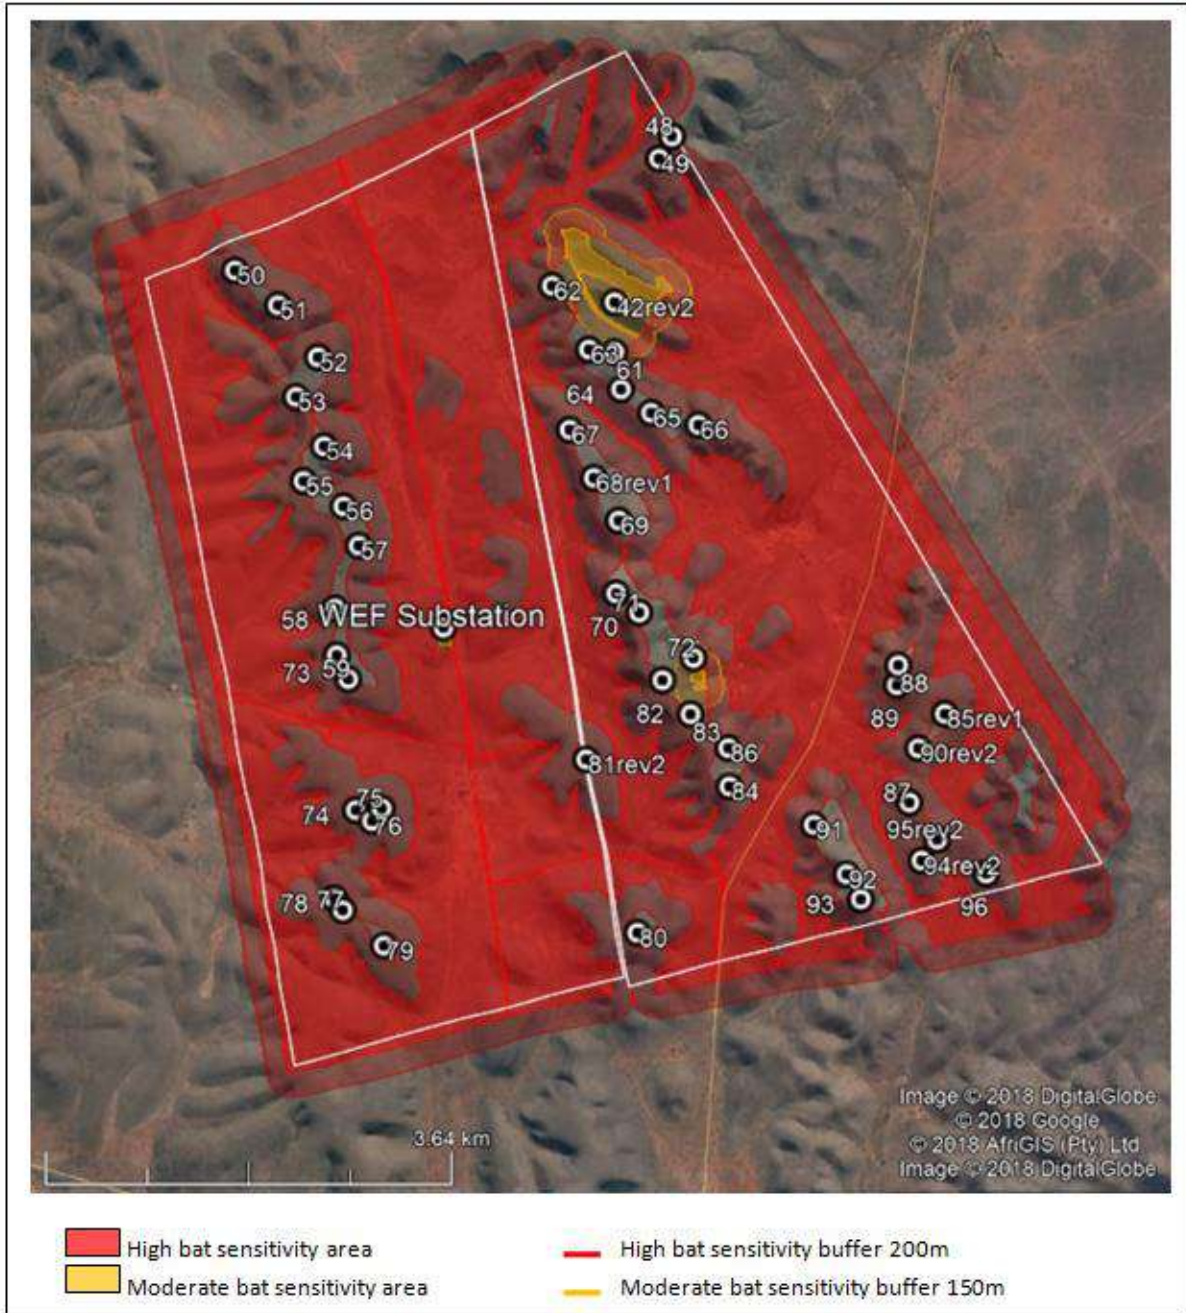 48
49
50
51
62
42rev2
52
63
61
53
64
65
66
67
54
55
68rev1
56
69
57
71
58
WEF Substation
70
72
59
73
88
82
89
85rev1
83
86
90rev2
81rev2
84
87
75
74
76
91
95rev2
94rev2
92
96
77
78
93
80
79
Image © 2018 DigitalGlobe
© 2018 Google
© 2018 AfriGIS (Pty) Ltd
Image © 2018 DigitalGlobe
3.64 km
High bat sensitivity area
High bat sensitivity buffer 200m
Moderate bat sensitivity area
Moderate bat sensitivity buffer 150m